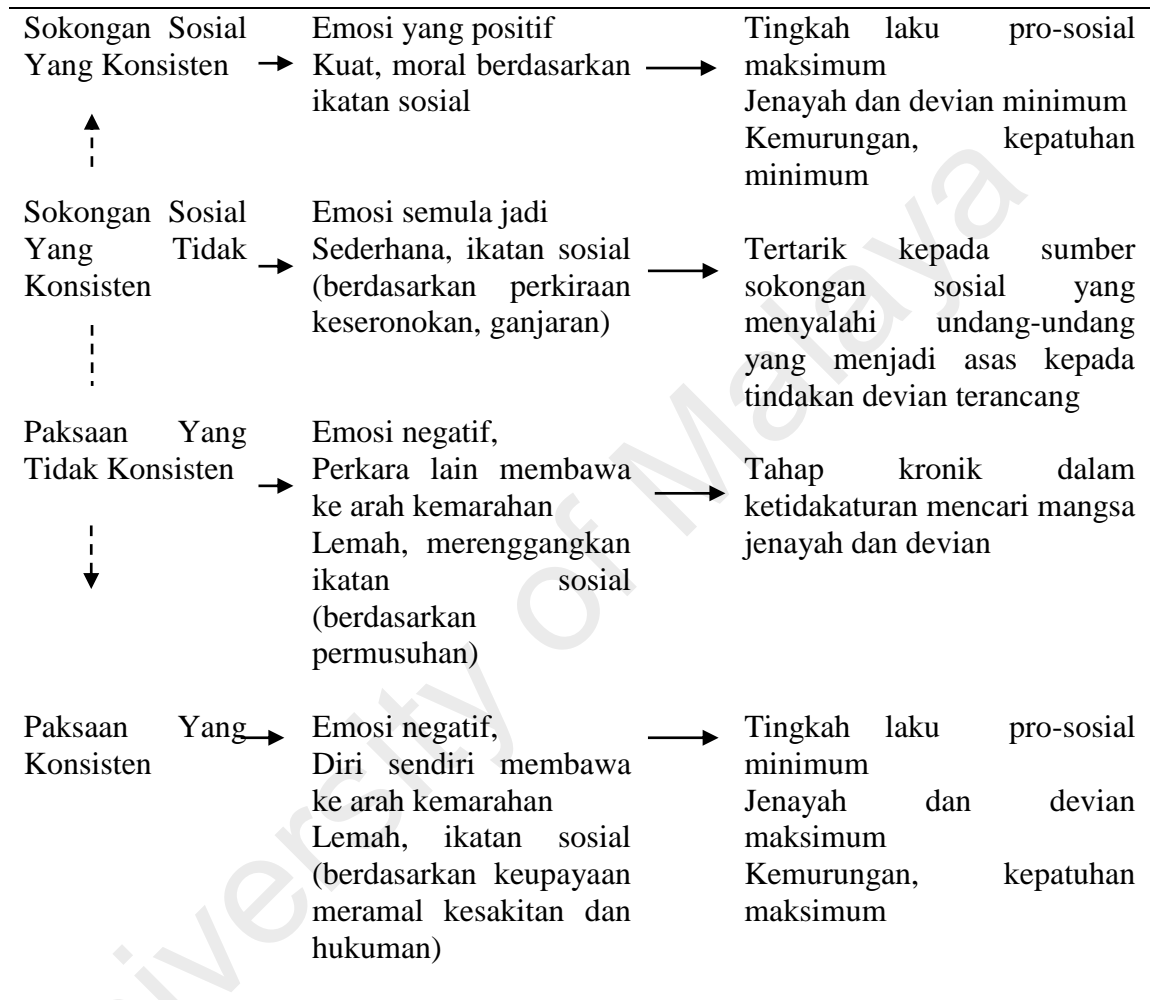 Sokongan Sosial
Yang Konsisten
Emosi yang positif
Kuat, moral berdasarkan
ikatan sosial
Tingkah laku pro-sosial
maksimum
Jenayah dan devian minimum
Kemurungan, kepatuhan
minimum
Sokongan Sosial
Yang Tidak
Konsisten
Emosi semula jadi
Sederhana, ikatan sosial
(berdasarkan perkiraan
keseronokan, ganjaran)
Tertarik kepada sumber
sokongan sosial yang
menyalahi undang-undang
yang menjadi asas kepada
tindakan devian terancang
Paksaan Yang
Tidak Konsisten
Emosi negatif,
Perkara lain membawa
ke arah kemarahan
Lemah, merenggangkan
ikatan sosial
(berdasarkan
permusuhan)
Tahap kronik dalam
ketidakaturan mencari mangsa
jenayah dan devian
Paksaan Yang
Konsisten
Emosi negatif,
Diri sendiri membawa
ke arah kemarahan
Lemah, ikatan sosial
(berdasarkan keupayaan
meramal kesakitan dan
hukuman)
Tingkah laku pro-sosial
minimum
Jenayah dan devian
maksimum
Kemurungan, kepatuhan
maksimum
iversity of Malaya